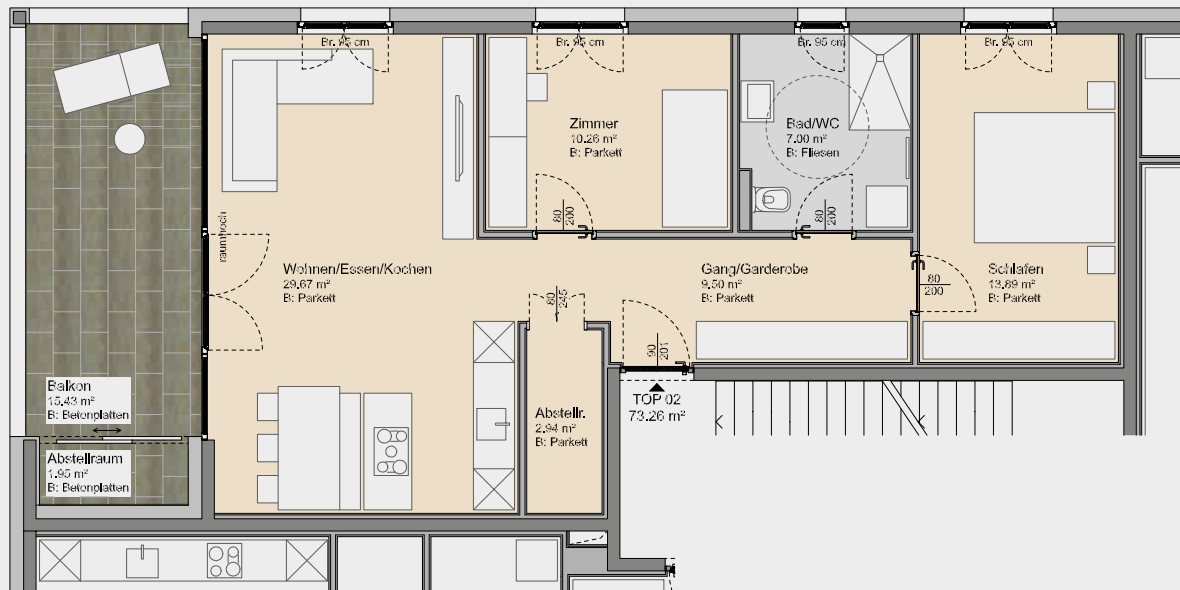 Br. 95 cm
Br. 95 cm
Br. 95 cm
Br. 95 cm
Zimmer
10.26 m²
B: Parkett
Bad/WC
7.00 m²
B: Fliesen
80
200
80
200
raumhoch
Wohnen/Essen/Kochen
29.67 m²
B: Parkett
Gang/Garderobe
9.50 m²
B: Parkett
Schlafen
13.89 m²
B: Parkett
80
200
80
245
90
201
Balkon
15.43 m²
B: Betonplatten
Abstellr.
2.94 m²
B: Parkett
TOP 02
73.26 m²
Abstellraum
1.95 m²
B: Betonplatten